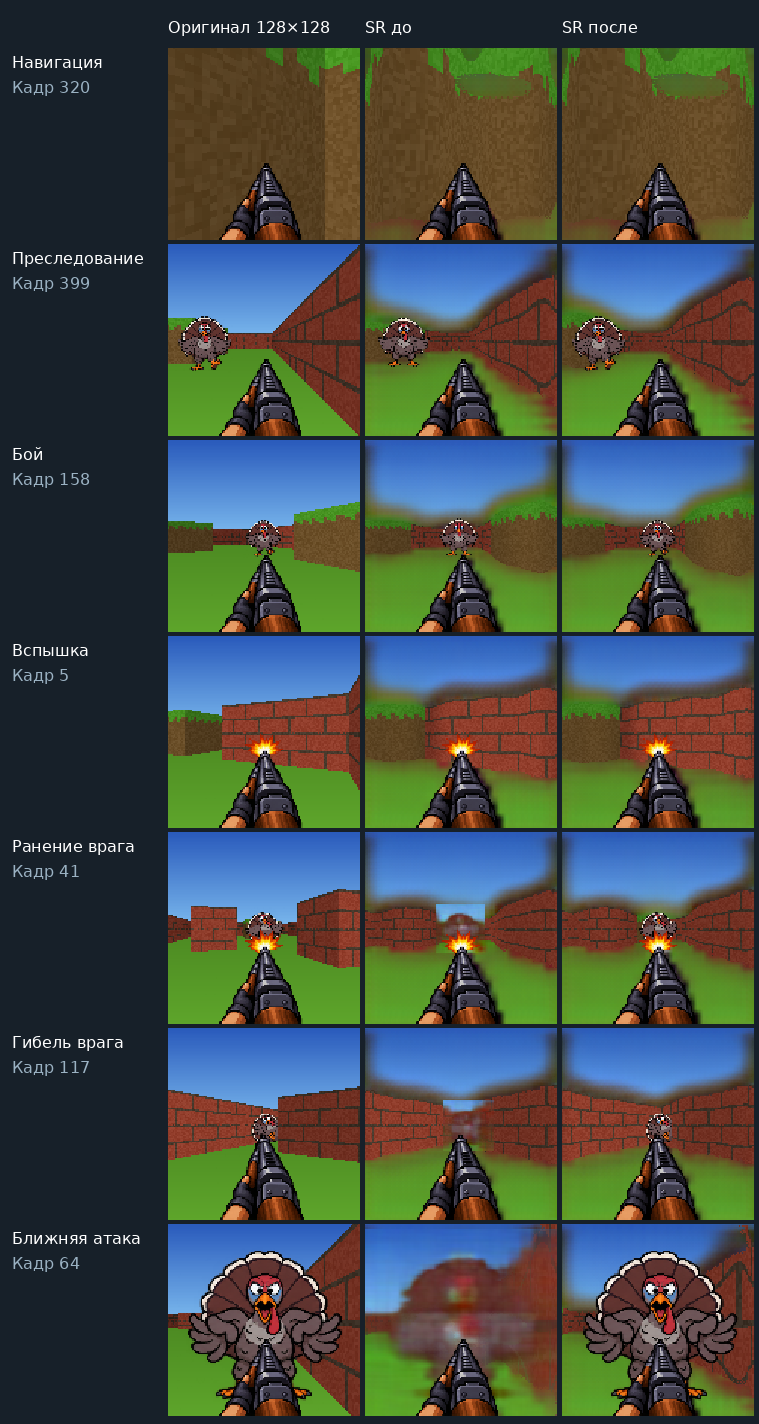 Оригинал 128×128 SR до SR после
Навигация
Кадр 320
Преследование
Кадр 399
Бой
Кадр 158
Вспышка
Кадр 5
Ранение врага
Кадр 41
Гибель врага
Кадр 117
Ближняя атака
Кадр 64